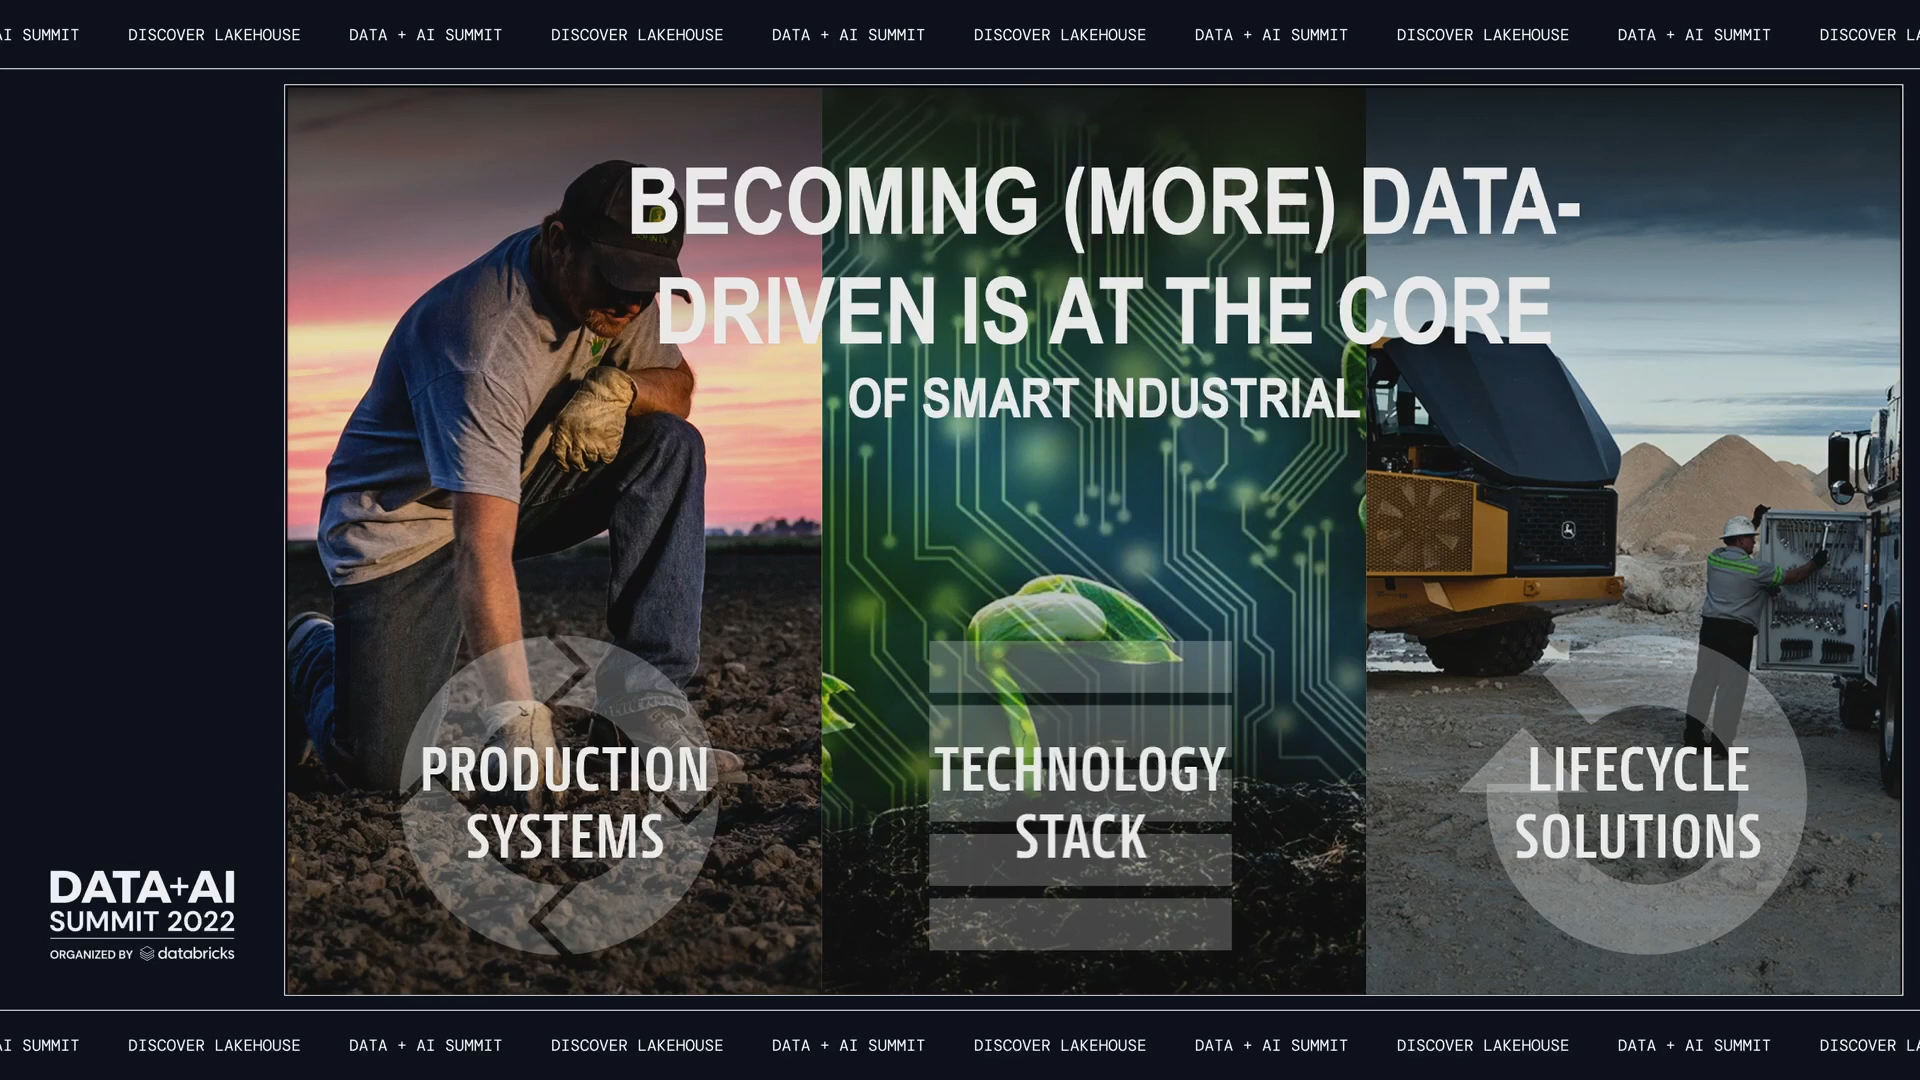 AI SUMMIT DISCOVER LAKEHOUSE DATA + AI SUMMIT DISCOVER LAKEHOUSE DATA + AI SUMMIT DISCOVER LAKEHOUSE DATA + AI SUMMIT DISCOVER LAKEHOUSE DATA + AI SUMMIT DISCOVER LA
BECOMING (MORE) DATA-
DRIVEN IS AT THE CORE
OF SMART INDUSTRIAL
PRODUCTION
SYSTEMS
TECHNOLOGY
STACK
LIFECYCLE
SOLUTIONS
DATA+AI
SUMMIT 2022
ORGANIZED BY databricks
AI SUMMIT DISCOVER LAKEHOUSE DATA + AI SUMMIT DISCOVER LAKEHOUSE DATA + AI SUMMIT DISCOVER LAKEHOUSE DATA + AI SUMMIT DISCOVER LAKEHOUSE DATA + AI SUMMIT DISCOVER LA